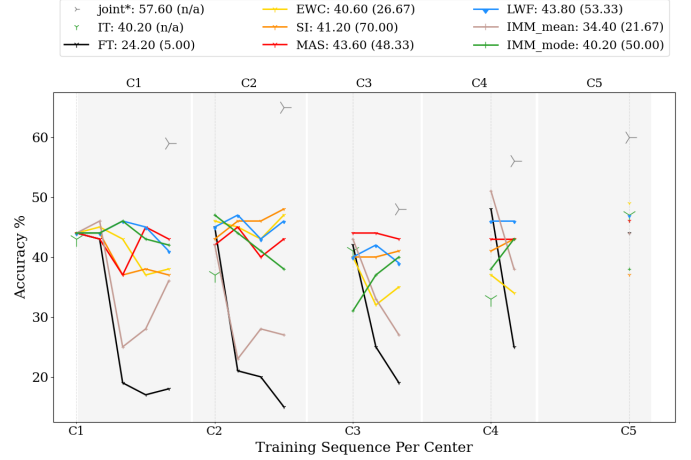 joint*: 57.60 (n/a) EWC: 40.60 (26.67) LWF: 43.80 (53.33)
IT: 40.20 (n/a) SI: 41.20 (70.00) IMM_mean: 34.40 (21.67)
FT: 24.20 (5.00) MAS: 43.60 (48.33) IMM_mode: 40.20 (50.00)
C1 C2 C3 C4 C5
60
50
40
30
20
Accuracy %
C1 C2 C3 C4 C5
Training Sequence Per Center